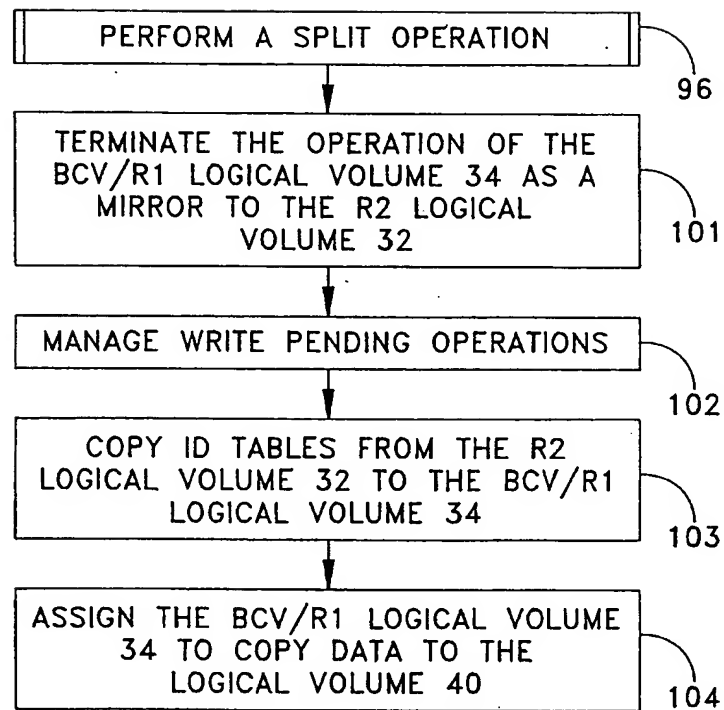 PERFORM A SPLIT OPERATION
96
TERMINATE THE OPERATION OF THE
BCV/R1 LOGICAL VOLUME 34 AS A
MIRROR TO THE R2 LOGICAL
VOLUME 32
101
MANAGE WRITE PENDING OPERATIONS
102
COPY ID TABLES FROM THE R2
LOGICAL VOLUME 32 TO THE BCV/R1
LOGICAL VOLUME 34
103
ASSIGN THE BCV/R1 LOGICAL VOLUME
34 TO COPY DATA TO THE
LOGICAL VOLUME 40
104